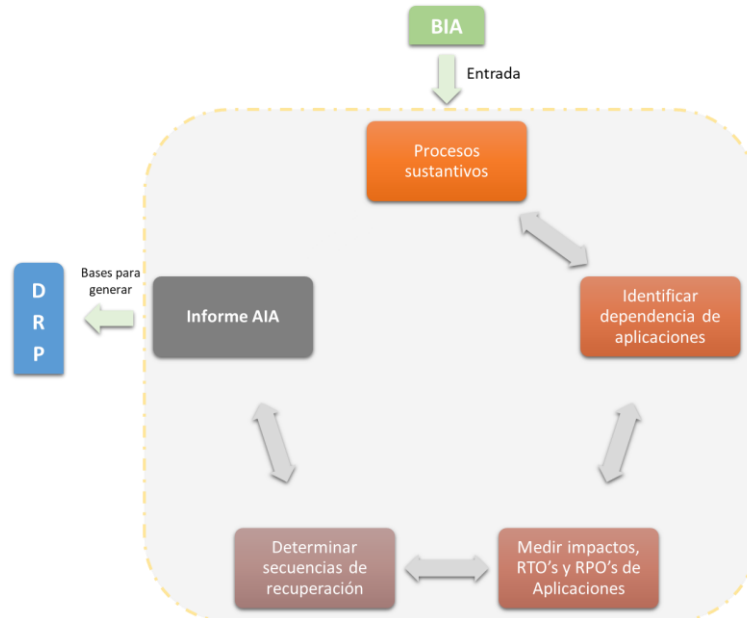 BIA
Entrada
Procesos
sustantivos
Identificar
dependencia de
aplicaciones
Medir impactos,
RTO's y RPO's de
Aplicaciones
Determinar
secuencias de
recuperación
Informe AIA
Bases para
generar
D
R
P